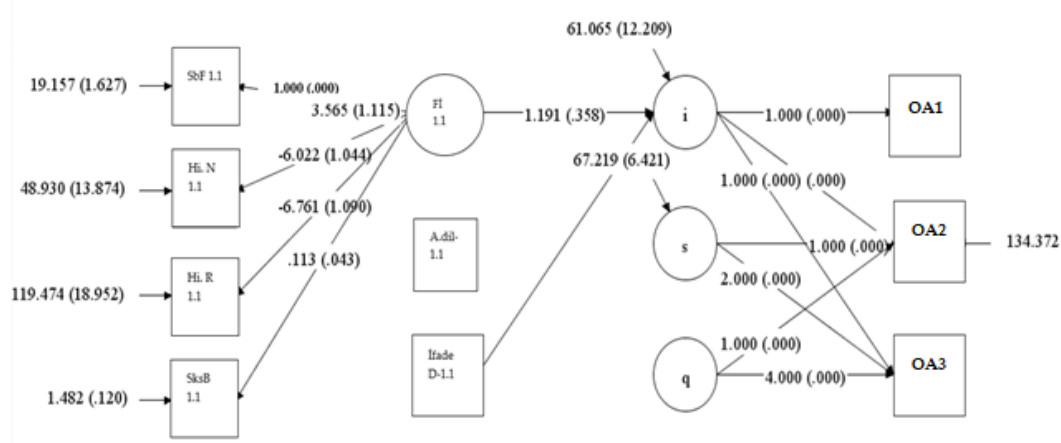 61.065 (12.209)
19.157 (1.627)
SbF 1.1
1.000 (.000)
3.565 (1.115)
Fİ
1.1
1.191 (.358)
i
1.000 (.000)
OA1
48.930 (13.874)
Hi. N
1.1
-6.022 (1.044)
67.219 (6.421)
1.000 (.000) (.000)
-6.761 (1.090)
A.dil-
1.1
s
1.000 (.000)
OA2
134.372
.113 (.043)
2.000 (.000)
119.474 (18.952)
Hi. R
1.1
İfade
D-1.1
1.000 (.000)
q
4.000 (.000)
OA3
1.482 (.120)
SksB
1.1